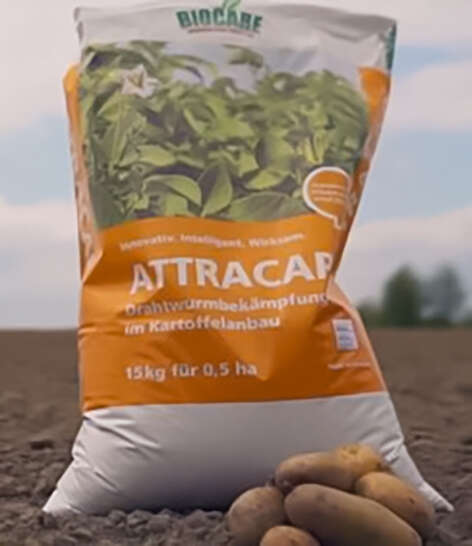 BIOCARE
Innovativ. Intelligent. Wirksam.
ATTRACAP
Drahtwurmbekämpfung
im Kartoffelanbau
15kg für 0,5 ha